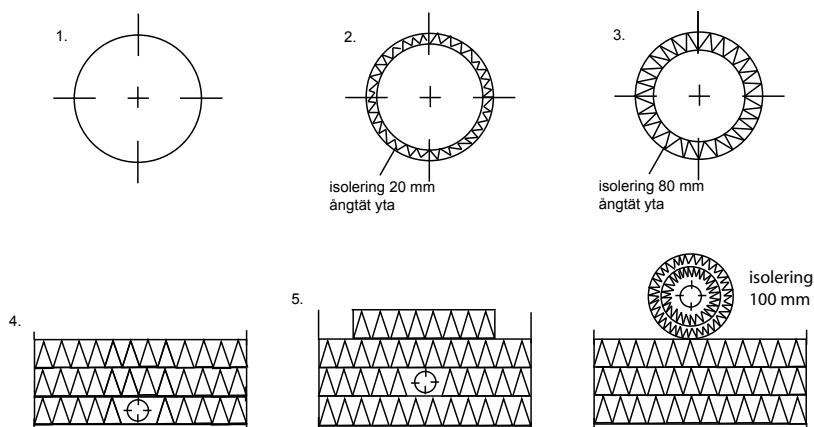 1.
2.
3.
isolering 20 mm
ångtät yta
isolering 80 mm
ångtät yta
4.
5.
isolering
100 mm